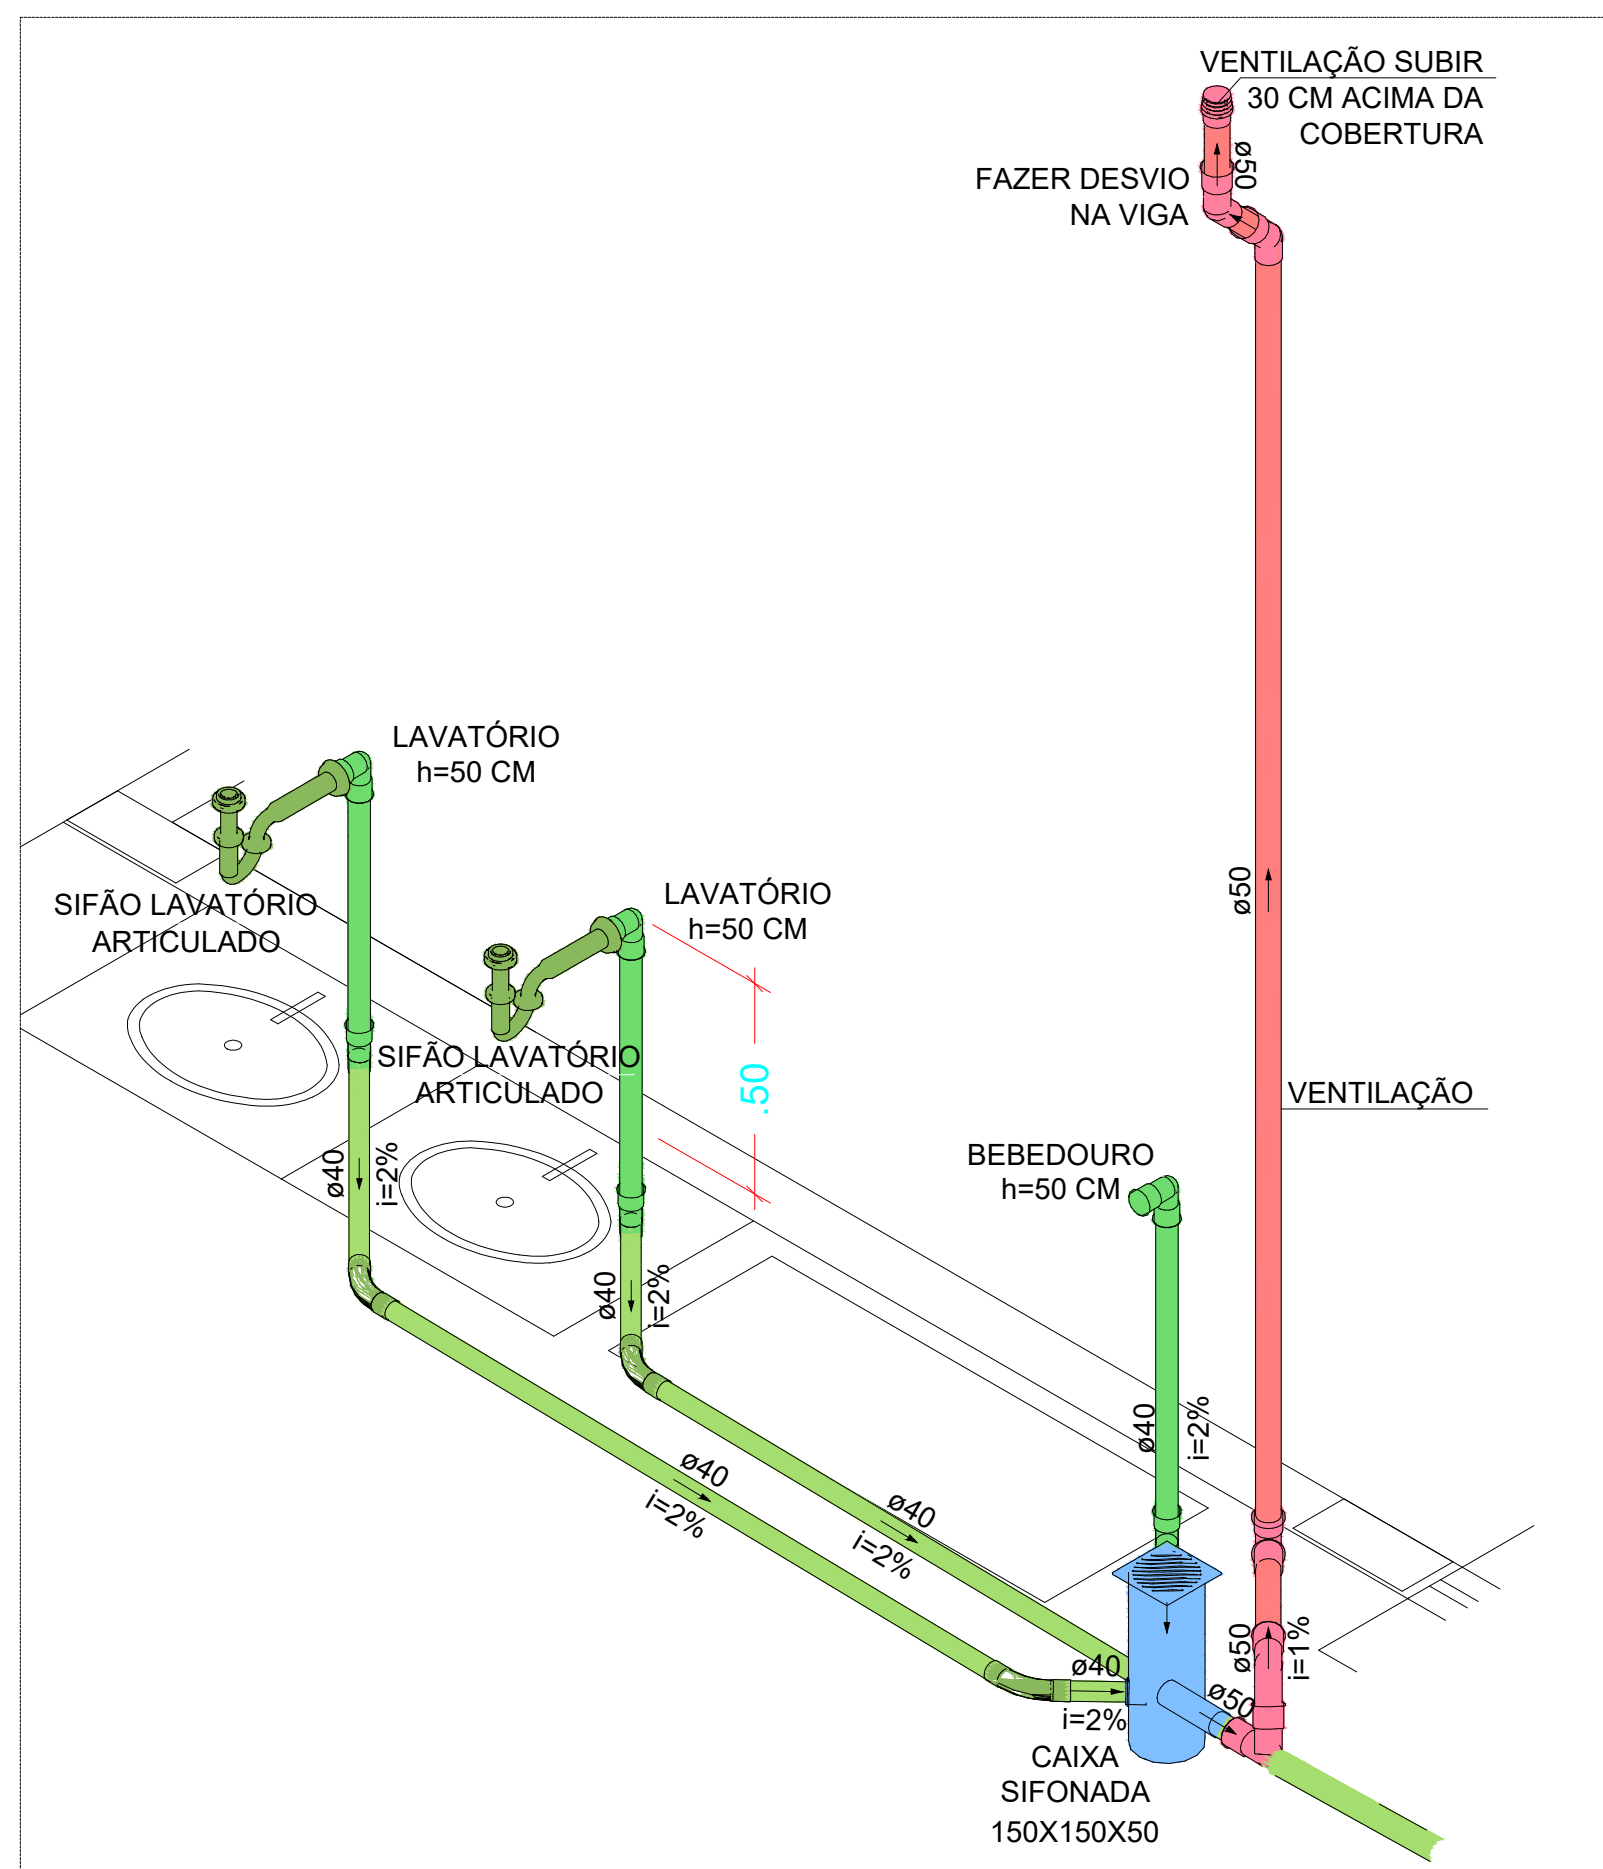 VENTILAÇÃO SUBIR
30 CM ACIMA DA
COBERTURA
ø50
FAZER DESVIO
NA VIGA
LAVATÓRIO
h=50 CM
SIFÃO LAVATÓRIO
ARTICULADO
LAVATÓRIO
h=50 CM
SIFÃO LAVATÓRIO
ARTICULADO
.50
ø50
VENTILAÇÃO
BEBEDOURO
h=50 CM
ø40
i=2%
ø40
i=2%
ø40
i=2%
ø40
i=2%
ø40
i=2%
ø50
i=1%
ø40
i=2%
ø50
CAIXA
SIFONADA
150X150X50